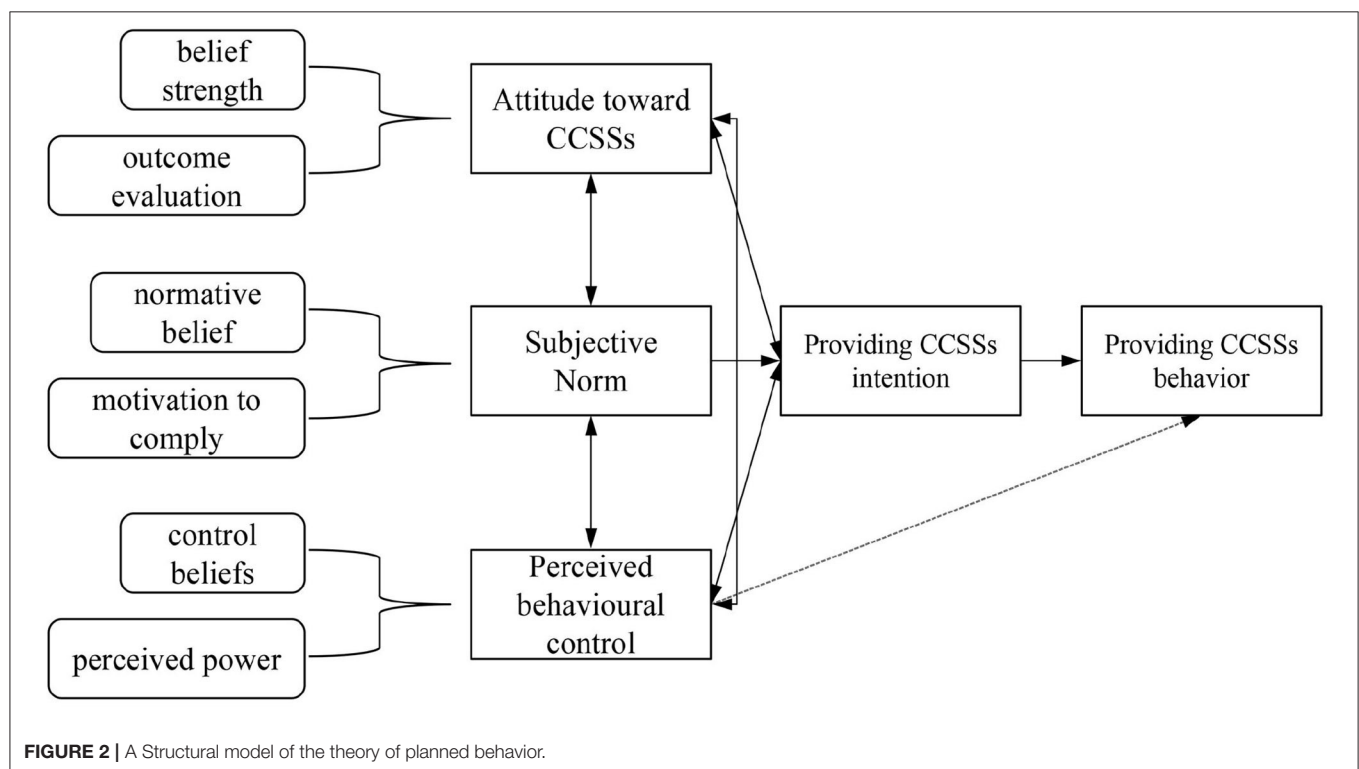 belief
strength
outcome
evaluation
normative
belief
motivation to
comply
control
beliefs
perceived power
Attitude toward
CCSSs
Subjective
Norm
Perceived
behavioural
control
Providing CCSSs
intention
Providing CCSSs
behavior
FIGURE 2 | A Structural model of the theory of planned behavior.